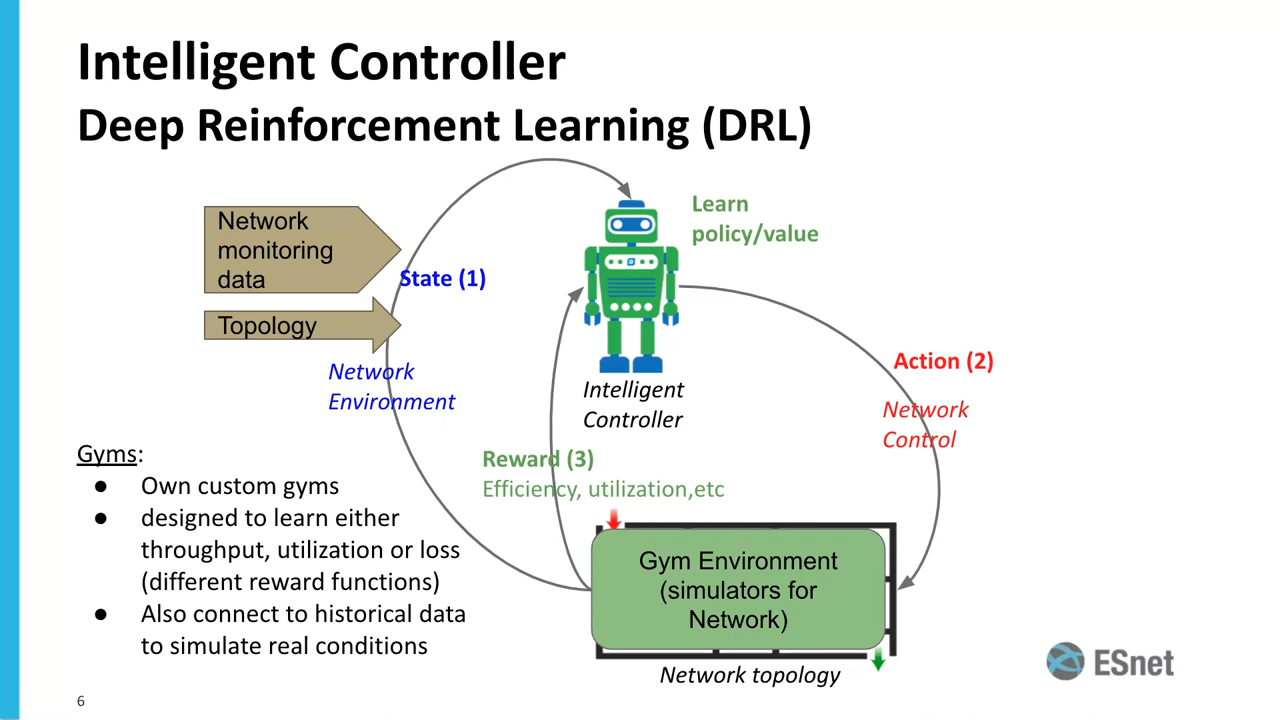 Intelligent Controller
Deep Reinforcement Learning (DRL)
Network
monitoring
data
Topology
State (1)
Network
Environment
Learn
policy/value
Intelligent
Controller
Action (2)
Network
Control
Reward (3)
Efficiency, utilization,etc
Gyms:
● Own custom gyms
● designed to learn either
throughput, utilization or loss
(different reward functions)
● Also connect to historical data
to simulate real conditions
Gym Environment
(simulators for
Network)
Network topology
ESnet
6